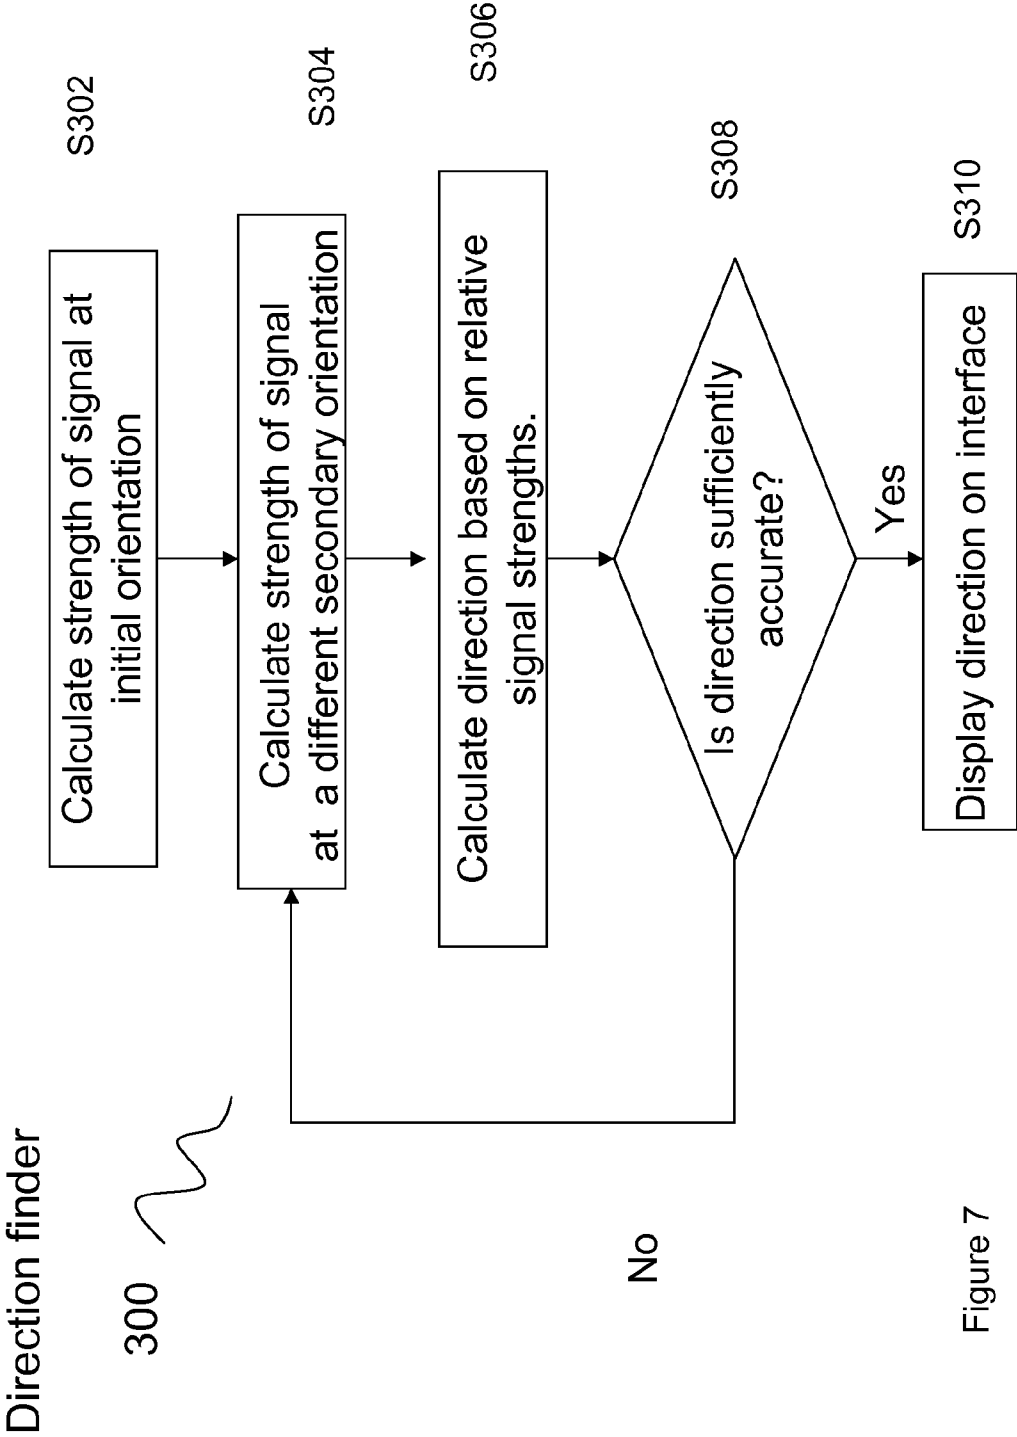 Direction finder
300
Calculate strength of signal at
initial orientation
S302
Calculate strength of signal
at a different secondary orientation
S304
Calculate direction based on relative
signal strengths.
S306
Is direction sufficiently
accurate?
S308
No
Yes
Display direction on interface
S310
Figure 7